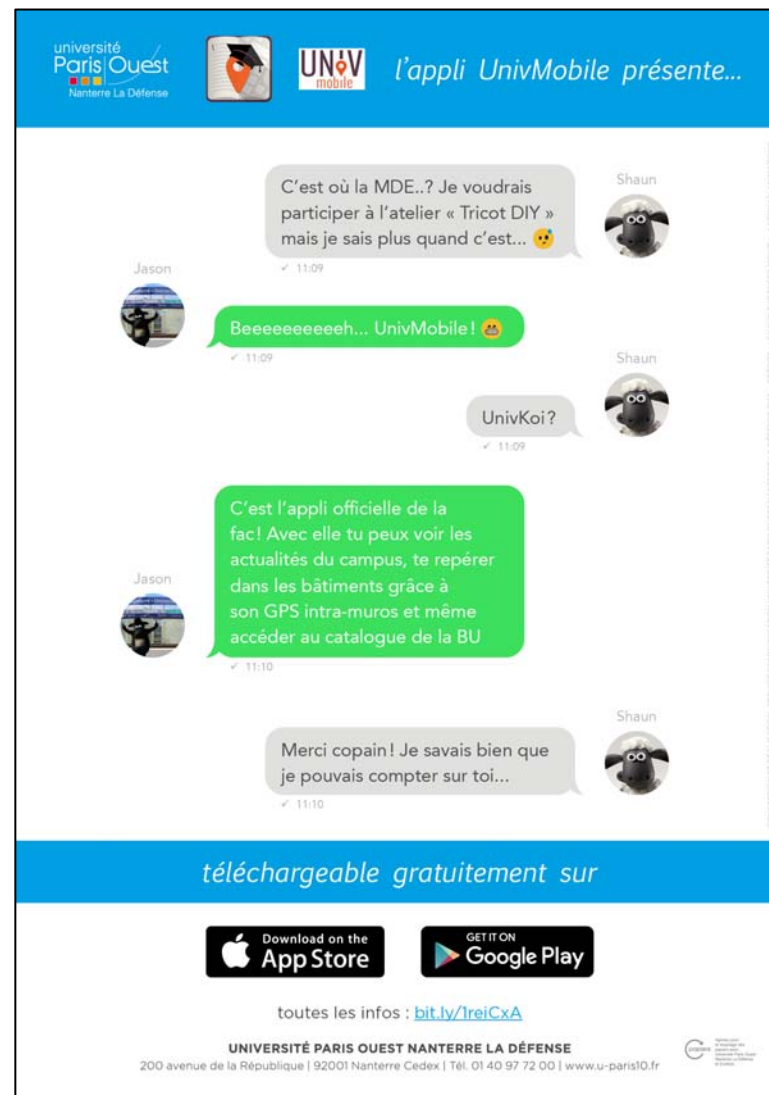 université
Paris Ouest
Nanterre La Défense
UNiV
mobile
l'appli UnivMobile présente...
Shaun
C'est où la MDE..? Je voudrais
participer à l'atelier « Tricot DIY »
mais je sais plus quand c'est... 😥
✓ 11:09
Jason
Beeeeeeeeeeh... UnivMobile! 😬
✓ 11:09
Shaun
UnivKoi?
✓ 11:09
Jason
C'est l'appli officielle de la
fac! Avec elle tu peux voir les
actualités du campus, te repérer
dans les bâtiments grâce à
son GPS intra-muros et même
accéder au catalogue de la BU
✓ 11:10
Shaun
Merci copain! Je savais bien que
je pouvais compter sur toi...
✓ 11:10
téléchargeable gratuitement sur
Download on the
App Store
GET IT ON
Google Play
toutes les infos : bit.ly/1reiCxA
UNIVERSITÉ PARIS OUEST NANTERRE LA DÉFENSE
200 avenue de la République | 92001 Nanterre Cedex | Tél. 01 40 97 72 00 | www.u-paris10.fr